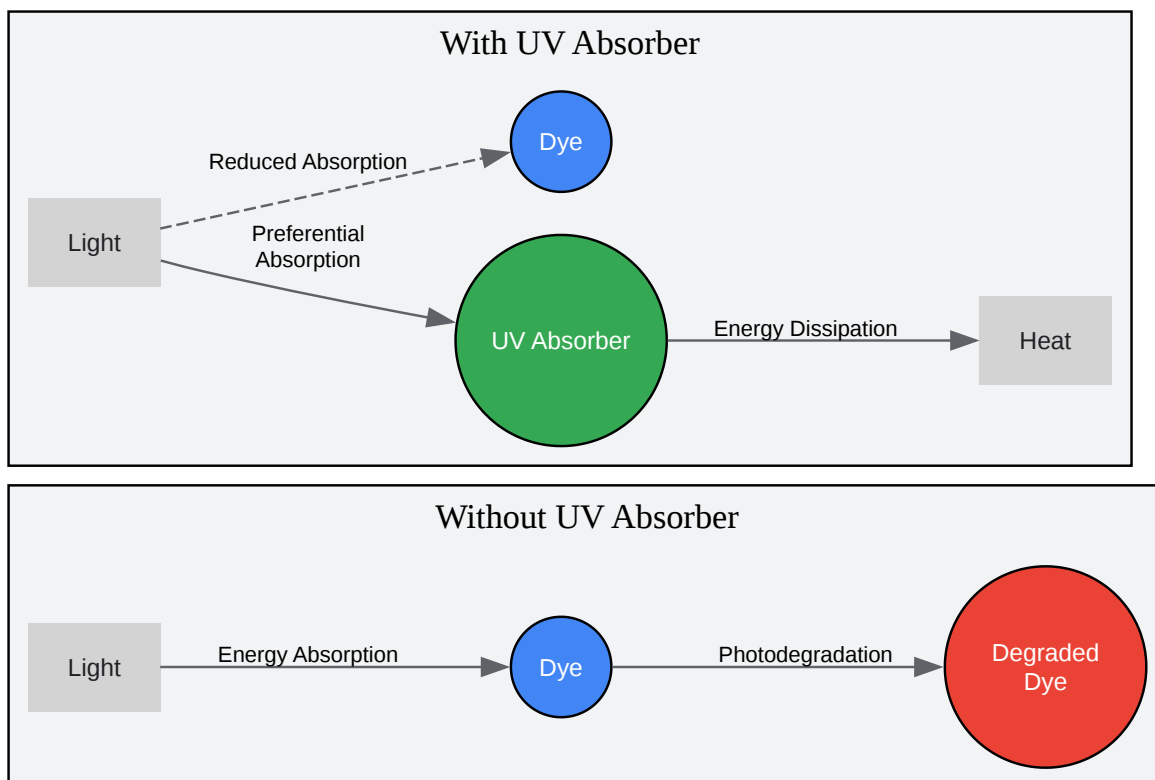 With UV Absorber
Dye
Reduced Absorption
Light
Preferential
Absorption
UV Absorber
Energy Dissipation
Heat
Without UV Absorber
Light
Energy Absorption
Dye
Photodegradation
Degraded
Dye